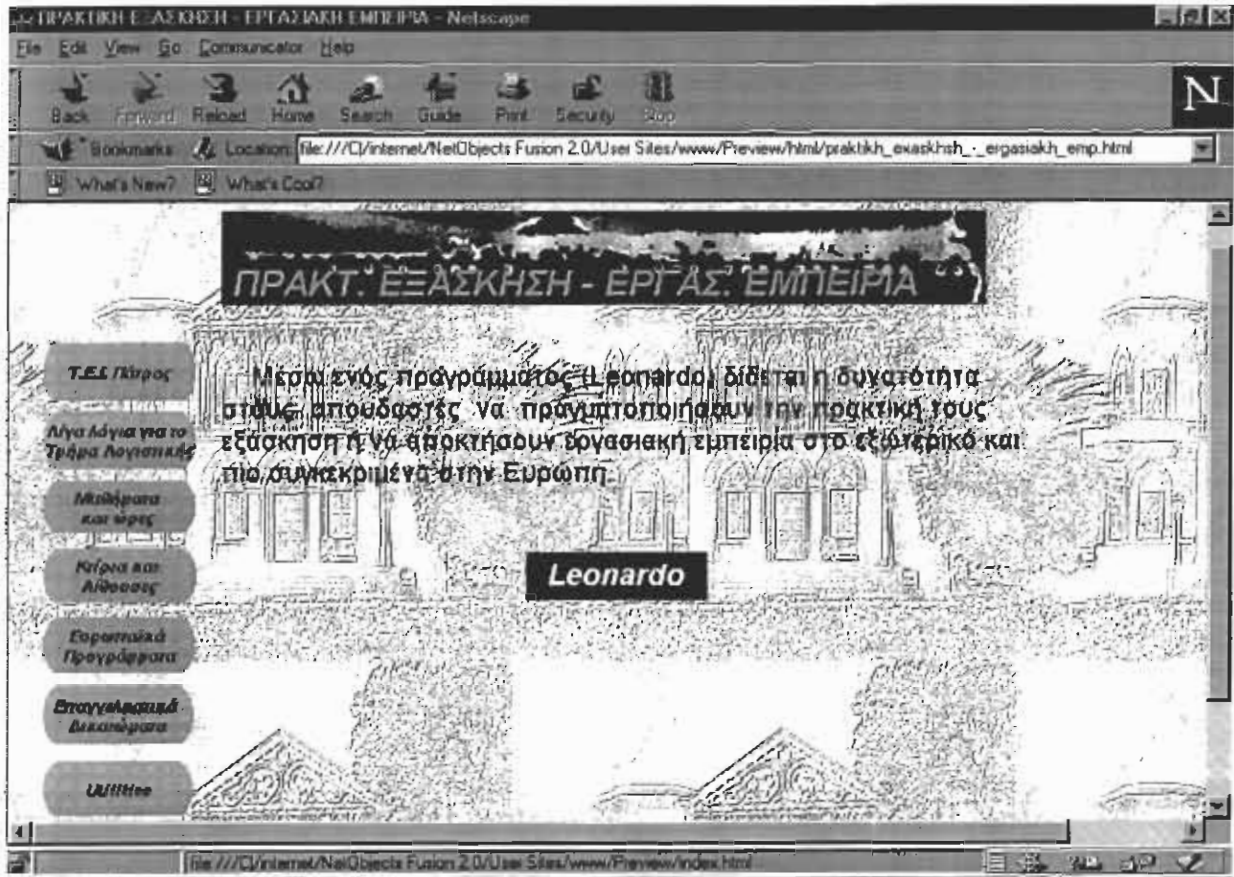 ΠΡΑΚΤΙΚΗ ΕΞΑΣΚΗΣΗ - ΕΡΓΑΣΙΑΚΗ ΕΜΠΕΙΡΙΑ - Netscape
File Edit View Go Communicator Help
Back Forward Reload Home Search Guide Print Security Stop
N
Bookmarks Location: file:///C|/internet/NetObjects Fusion 2.0/User Sites/www/Preview/html/praktikh_exaskhsh_-_ergasiakh_emp.html
What's New? What's Cool?
ΠΡΑΚΤ. ΕΞΑΣΚΗΣΗ - ΕΡΓΑΣ. ΕΜΠΕΙΡΙΑ
Μέσω ενός προγράμματος (Leonardo) δίδεται η δυνατότητα
στους σπουδαστές να πραγματοποιήσουν την πρακτική τους
εξάσκηση ή να αποκτήσουν εργασιακή εμπειρία στο εξωτερικό και
πιο συγκεκριμένα στην Ευρώπη.
Leonardo
T.E.I. Πάτρας
Λίγα λόγια για το
Τμήμα Λογιστικής
Μαθήματα
και ώρες
Κτίρια και
Αίθουσες
Ευρωπαϊκά
Προγράμματα
Επαγγελματικά
Δικαιώματα
Utilities
file:///C|/internet/NetObjects Fusion 2.0/User Sites/www/Preview/index.html